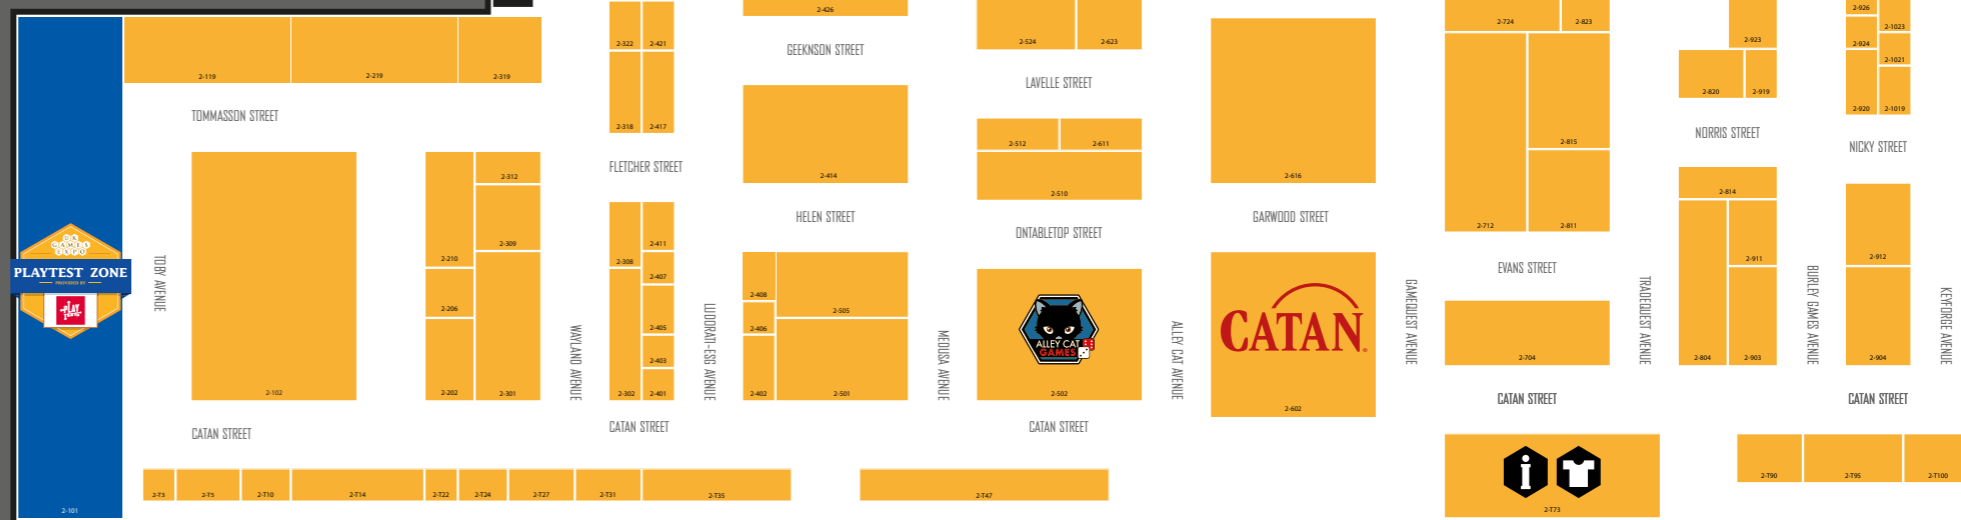 2-426
2-322
2-421
2-524
2-623
2-724
2-823
2-926
2-1023
2-923
2-924
2-1021
GEEKNSON STREET
2-119
2-219
2-319
LAVELLE STREET
2-820
2-919
2-920
2-1019
TOMMASSON STREET
2-318
2-417
NORRIS STREET
2-512
2-611
2-815
NICKY STREET
FLETCHER STREET
2-312
2-414
2-616
2-510
2-814
HELEN STREET
GARWOOD STREET
2-712
2-811
ONTABLETOP STREET
2-309
2-411
2-210
2-308
2-911
2-912
EVANS STREET
UK
GAMES
EXPO
PLAYTEST ZONE
PROVIDED BY
PLAY
TOBY AVENUE
2-407
2-408
2-206
2-505
2-405
2-406
ALLEY CAT
GAMES
CATAN
WAYLAND AVENUE
LUDORATI-ESG AVENUE
MEDUSA AVENUE
ALLEY CAT AVENUE
GAMEQUEST AVENUE
TRADEQUEST AVENUE
BURLEY GAMES AVENUE
KEYFORGE AVENUE
2-403
2-704
2-804
2-903
2-904
2-102
2-202
2-301
2-302
2-401
2-402
2-501
2-502
2-602
CATAN STREET
CATAN STREET
CATAN STREET
CATAN STREET
CATAN STREET
2-T3
2-T5
2-T10
2-T14
2-T22
2-T24
2-T27
2-T31
2-T35
2-T47
i
2-T73
2-T90
2-T95
2-T100
2-101